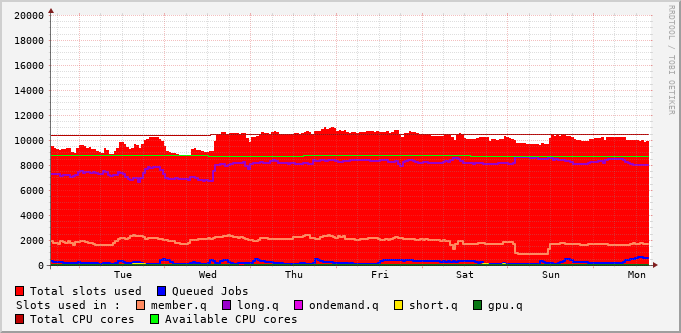 RRDTOOL / TOBI OETIKER
20000
18000
16000
14000
12000
10000
8000
6000
4000
2000
0
Tue Wed Thu Fri Sat Sun Mon
Total slots used Queued Jobs
Slots used in : member.q long.q ondemand.q short.q gpu.q
Total CPU cores Available CPU cores